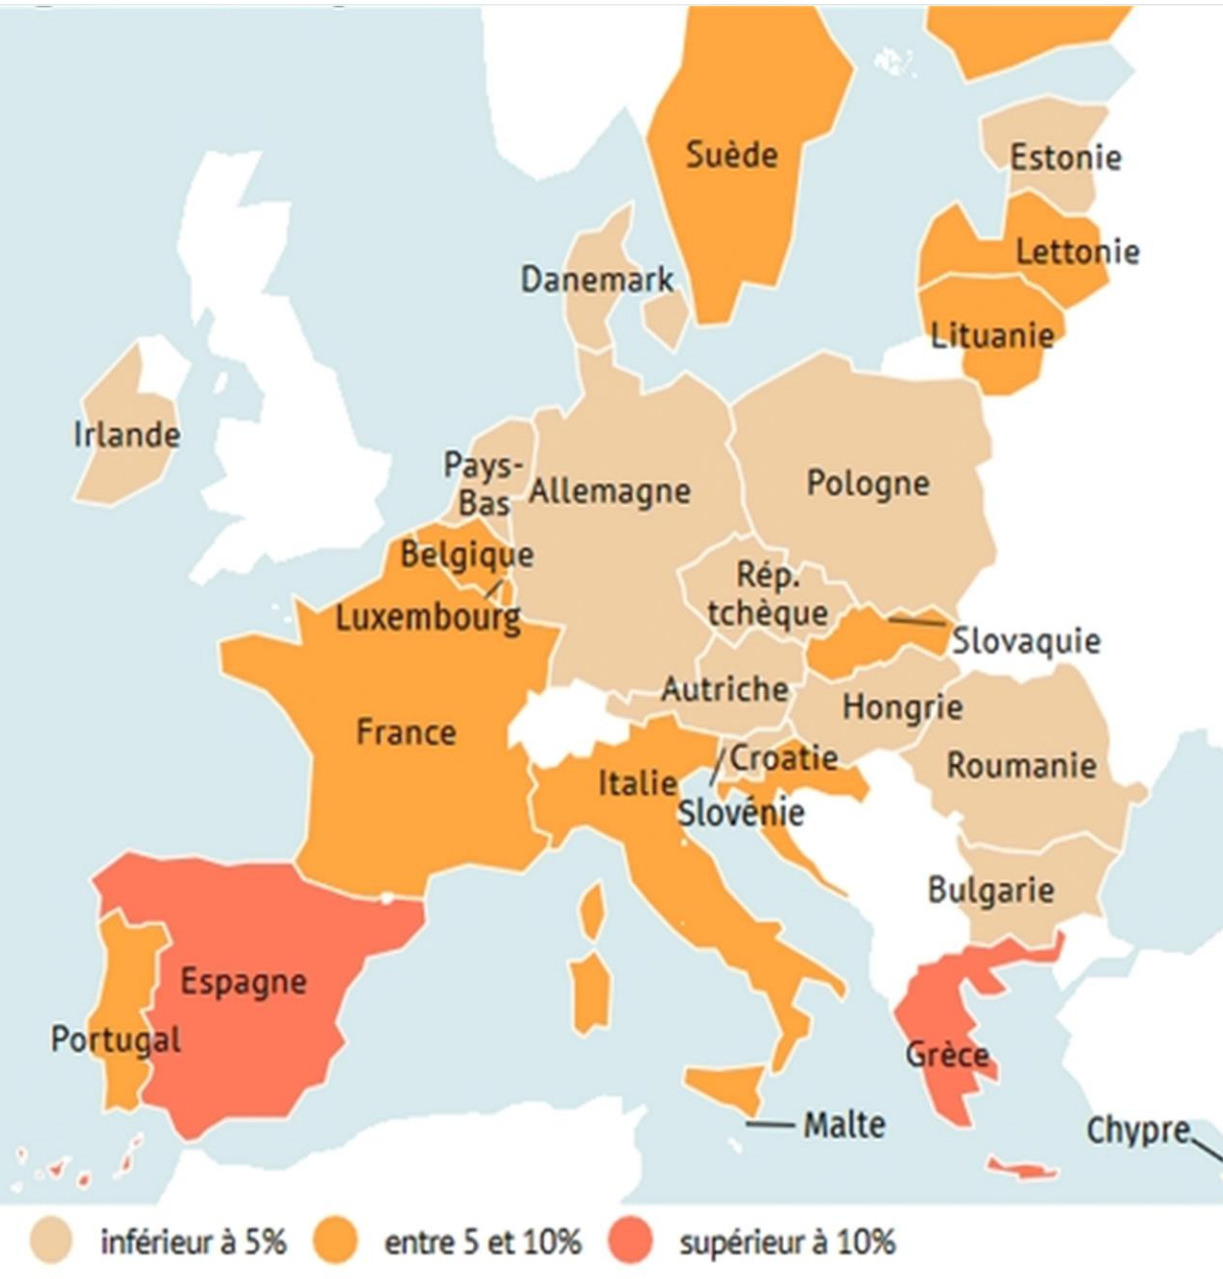 Suède
Estonie
Lettonie
Danemark
Lituanie
Irlande
Pays-
Bas
Allemagne
Pologne
Belgique
Rép.
tchèque
Luxembourg
Slovaquie
Autriche
Hongrie
France
Croatie
Roumanie
Italie
Slovénie
Bulgarie
Espagne
Portugal
Grèce
Malte
Chypre
inférieur à 5% entre 5 et 10% supérieur à 10%